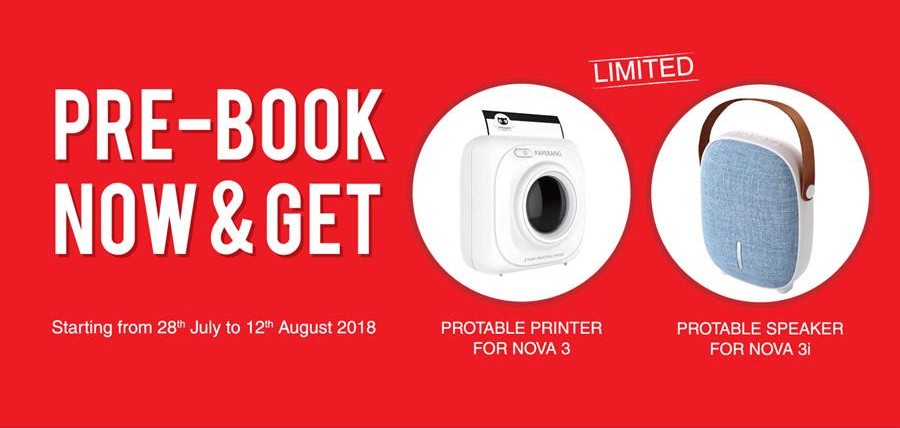 LIMITED
PRE-BOOK
NOW & GET
PAPERANG
Starting from 28th July to 12th August 2018
PROTABLE PRINTER
FOR NOVA 3
PROTABLE SPEAKER
FOR NOVA 3i